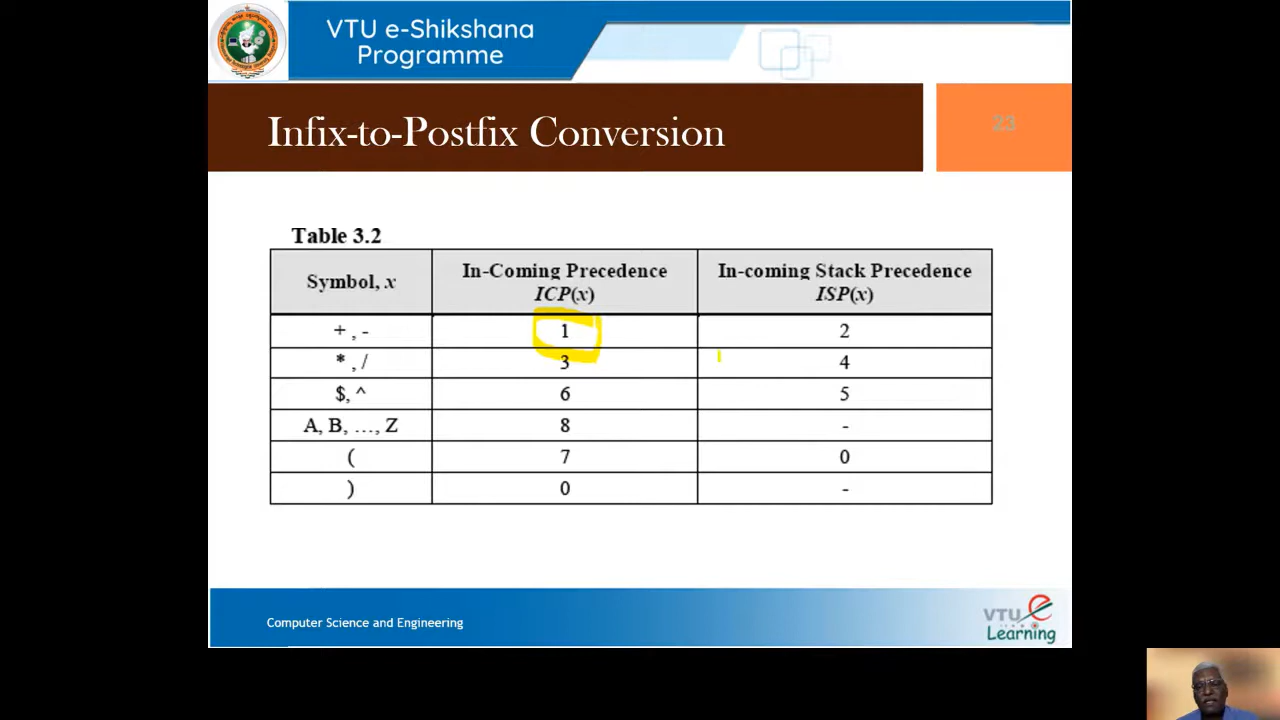 VTU e-Shikshana
Programme
Infix-to-Postfix Conversion
23
Table 3.2
Symbol, x
In-Coming Precedence
ICP(x)
In-coming Stack Precedence
ISP(x)
+ , - 1 2
* , / 3 4
$, ^ 6 5
A, B, …, Z 8 -
( 7 0
) 0 -
Computer Science and Engineering
VTU e
Learning